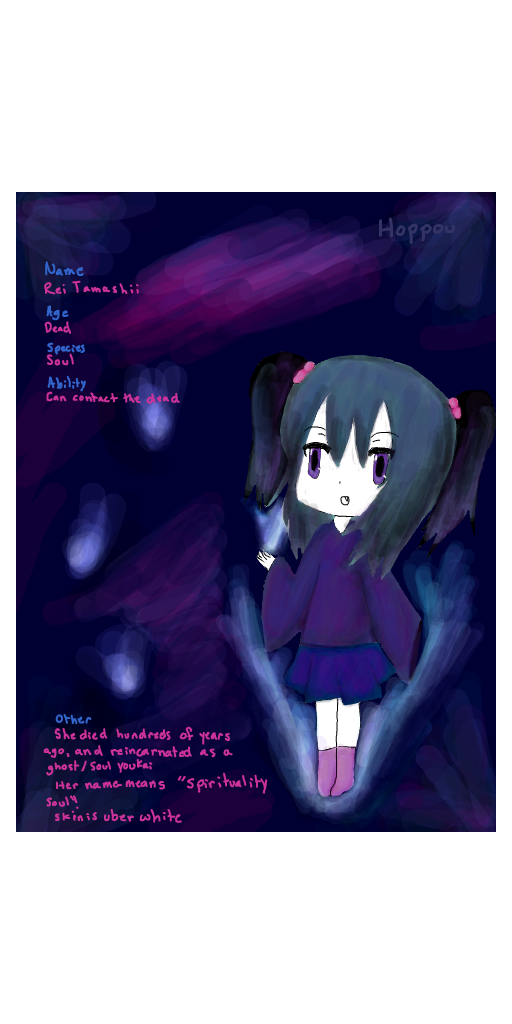 Hoppou
Name
Rei Tamashii
Age
Dead
Species
Soul
Ability
Can contact the dead
Other
She died hundreds of years
ago, and reincarnated as a
ghost/soul youkai
Her name means "spirituality
soul"
skin is uber white